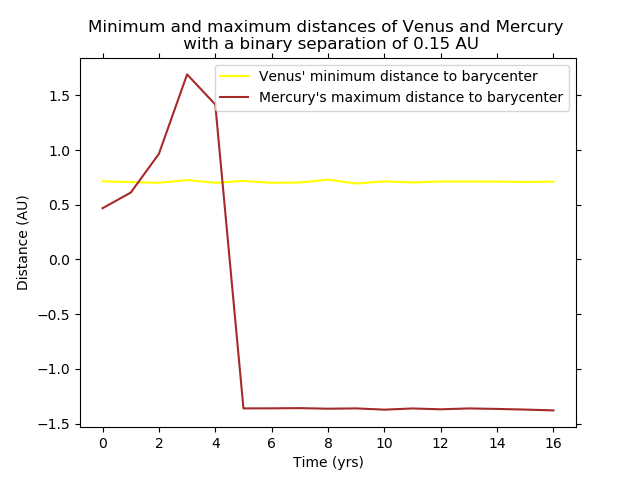 Minimum and maximum distances of Venus and Mercury
with a binary separation of 0.15 AU
Venus' minimum distance to barycenter
Mercury's maximum distance to barycenter
1.5
1.0
0.5
0.0
−0.5
−1.0
−1.5
Distance (AU)
0 2 4 6 8 10 12 14 16
Time (yrs)